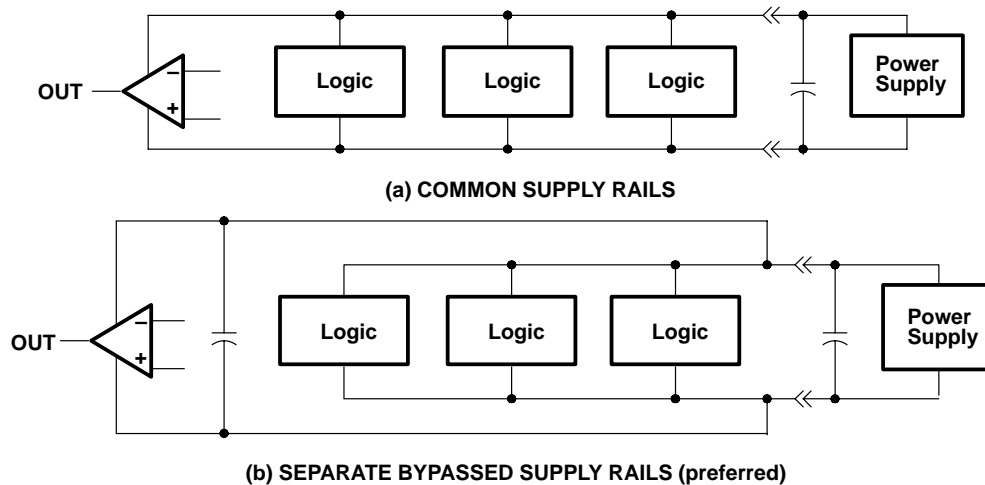 OUT
−
+
Logic
Logic
Logic
Power
Supply
(a) COMMON SUPPLY RAILS
OUT
−
+
Logic
Logic
Logic
Power
Supply
(b) SEPARATE BYPASSED SUPPLY RAILS (preferred)